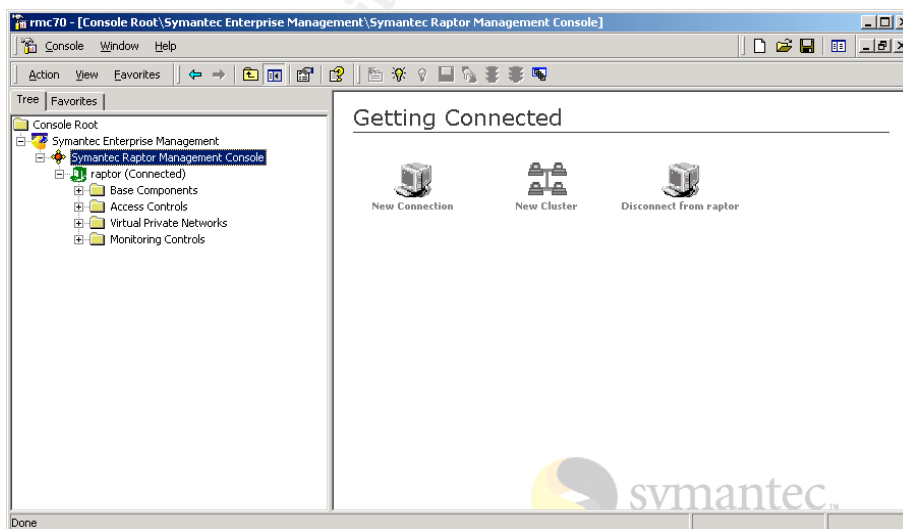 rmc70 - [Console Root\Symantec Enterprise Management\Symantec Raptor Management Console]
Console Window Help
Action View Favorites
Tree Favorites
Console Root
Symantec Enterprise Management
Symantec Raptor Management Console
raptor (Connected)
Base Components
Access Controls
Virtual Private Networks
Monitoring Controls
Getting Connected
New Connection New Cluster Disconnect from raptor
symantec™
Done